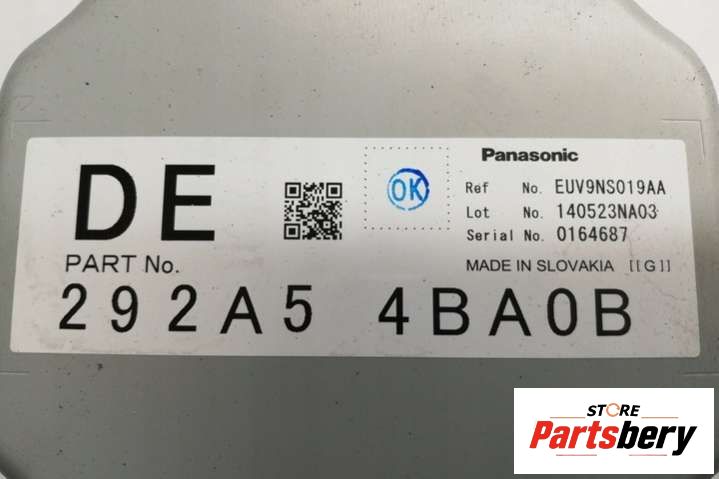 DE
OK
Panasonic
Ref No. EUV9NS019AA
Lot No. 140523NA03
Serial No. 0164687
PART No.
MADE IN SLOVAKIA [[G]]
292A5 4BA0B
STORE
Partsbery